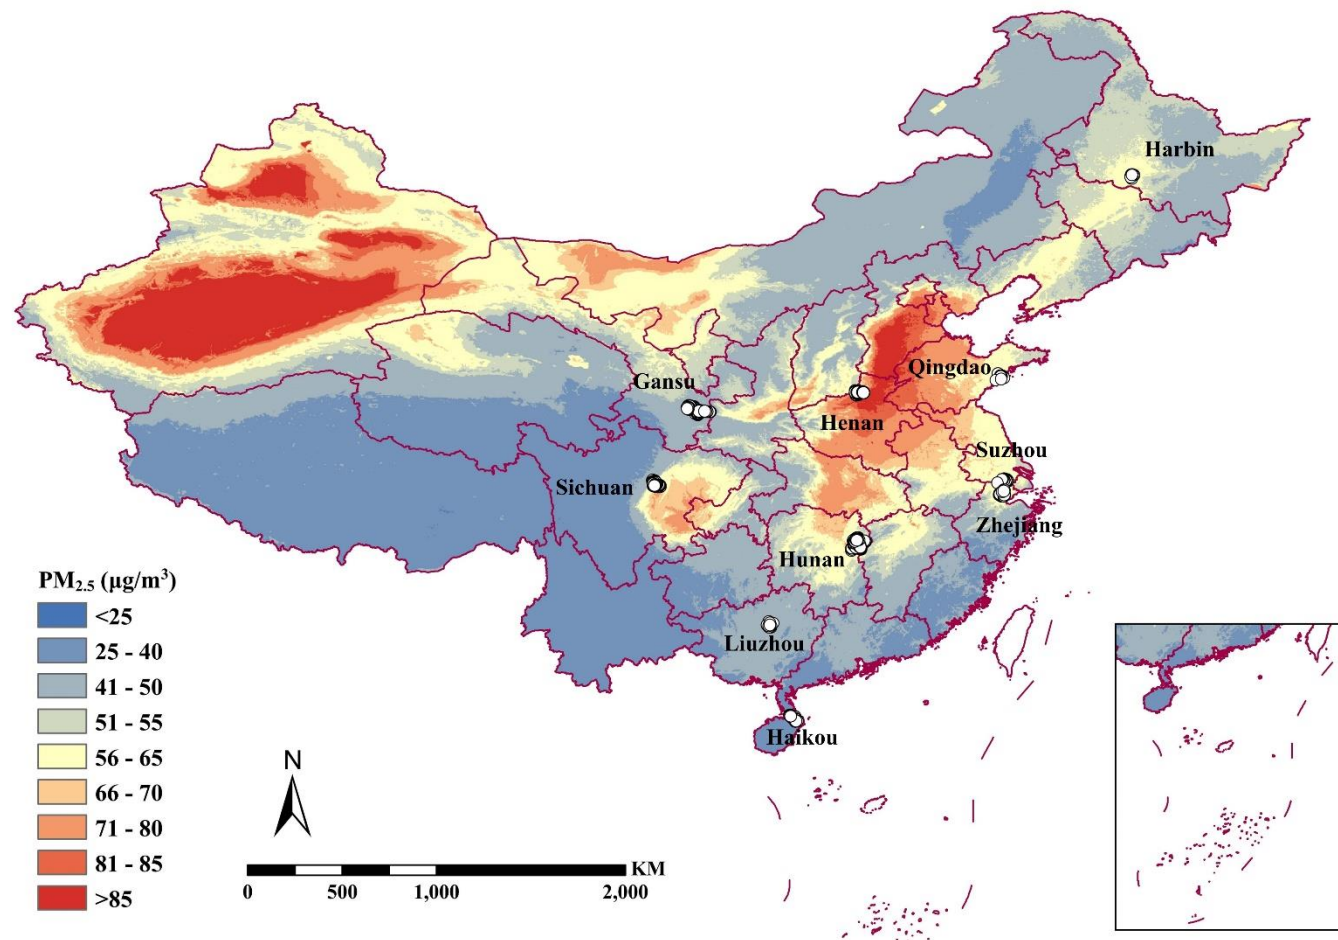 Harbin
Gansu
Qingdao
Henan
Suzhou
Sichuan
Zhejiang
Hunan
Liuzhou
Haikou
PM2.5 (μg/m3)
<25
25 - 40
41 - 50
51 - 55
56 - 65
66 - 70
71 - 80
81 - 85
>85
N
KM
0 500 1,000 2,000